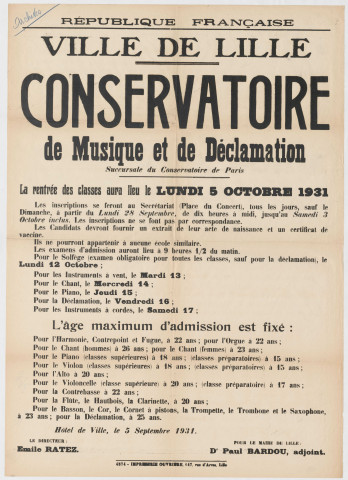 Archives
RÉPUBLIQUE FRANÇAISE
VILLE DE LILLE
CONSERVATOIRE
de Musique et de Déclamation
Succursale du Conservatoire de Paris
La rentrée des classes aura lieu le LUNDI 5 OCTOBRE 1931
Les inscriptions se feront au Secrétariat (Place du Concert), tous les jours, sauf le
Dimanche, à partir du Lundi 28 Septembre, de dix heures à midi, jusqu'au Samedi 3
Octobre inclus. Les inscriptions ne se font pas par correspondance.
Les Candidats devront fournir un extrait de leur acte de naissance et un certificat de
vaccine.
Ils ne pourront appartenir à aucune école similaire.
Les examens d'admission auront lieu à 9 heures 1/2 du matin.
Pour le Solfège (examen obligatoire pour toutes les classes, sauf pour la déclamation), le
Lundi 12 Octobre ;
Pour les Instruments à vent, le Mardi 13 ;
Pour le Chant, le Mercredi 14 ;
Pour le Piano, le Jeudi 15 ;
Pour la Déclamation, le Vendredi 16 ;
Pour les Instruments à cordes, le Samedi 17 ;
L'âge maximum d'admission est fixé :
Pour l'Harmonie, Contrepoint et Fugue, à 22 ans ; pour l'Orgue à 22 ans ;
Pour le Chant (hommes) à 26 ans ; pour le Chant (femmes) à 23 ans ;
Pour le Piano (classes supérieures) à 18 ans ; (classes préparatoires) à 15 ans ;
Pour le Violon (classes supérieures) à 18 ans ; (classes préparatoires) à 15 ans ;
Pour l'Alto à 20 ans ;
Pour le Violoncelle (classe supérieure) à 20 ans ; (classe préparatoire) à 17 ans ;
Pour la Contrebasse à 22 ans ;
Pour la Flûte, le Hautbois, la Clarinette, à 20 ans ;
Pour le Basson, le Cor, le Cornet à pistons, la Trompette, le Trombone et le Saxophone,
à 23 ans ; pour la Déclamation, à 25 ans.
Hôtel de Ville, le 5 Septembre 1931.
LE DIRECTEUR :
POUR LE MAIRE DE LILLE :
Emile RATEZ.
Dr Paul BARDOU, adjoint.
IMPRIMERIE OUVRIÈRE, 147, rue d'Arras, Lille